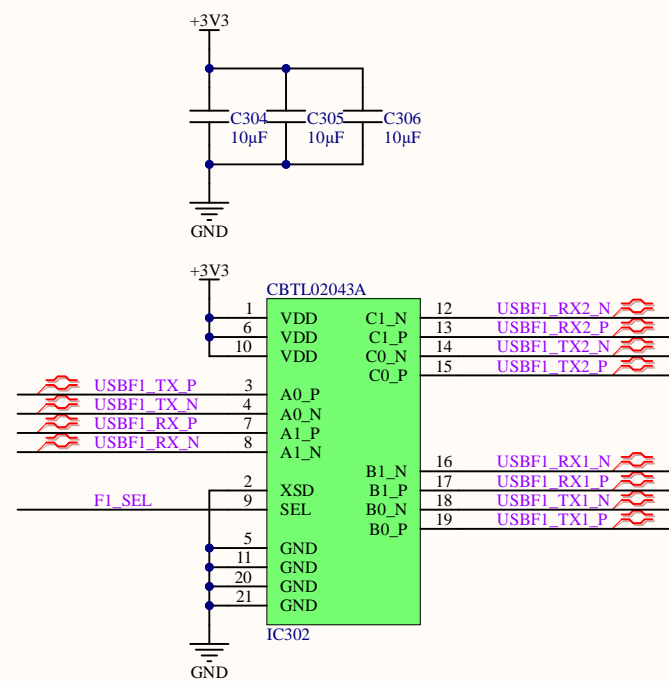 +3V3
C304 C305 C306
10µF 10µF 10µF
GND
+3V3
CBTL02043A
1 VDD C1_N 12 USBF1_RX2_N
6 VDD C1_P 13 USBF1_RX2_P
10 VDD C0_N 14 USBF1_TX2_N
C0_P 15 USBF1_TX2_P
USBF1_TX_P 3 A0_P
USBF1_TX_N 4 A0_N
USBF1_RX_P 7 A1_P
USBF1_RX_N 8 A1_N
B1_N 16 USBF1_RX1_N
2 XSD B1_P 17 USBF1_RX1_P
F1_SEL 9 SEL B0_N 18 USBF1_TX1_N
B0_P 19 USBF1_TX1_P
5 GND
11 GND
20 GND
21 GND
IC302
GND